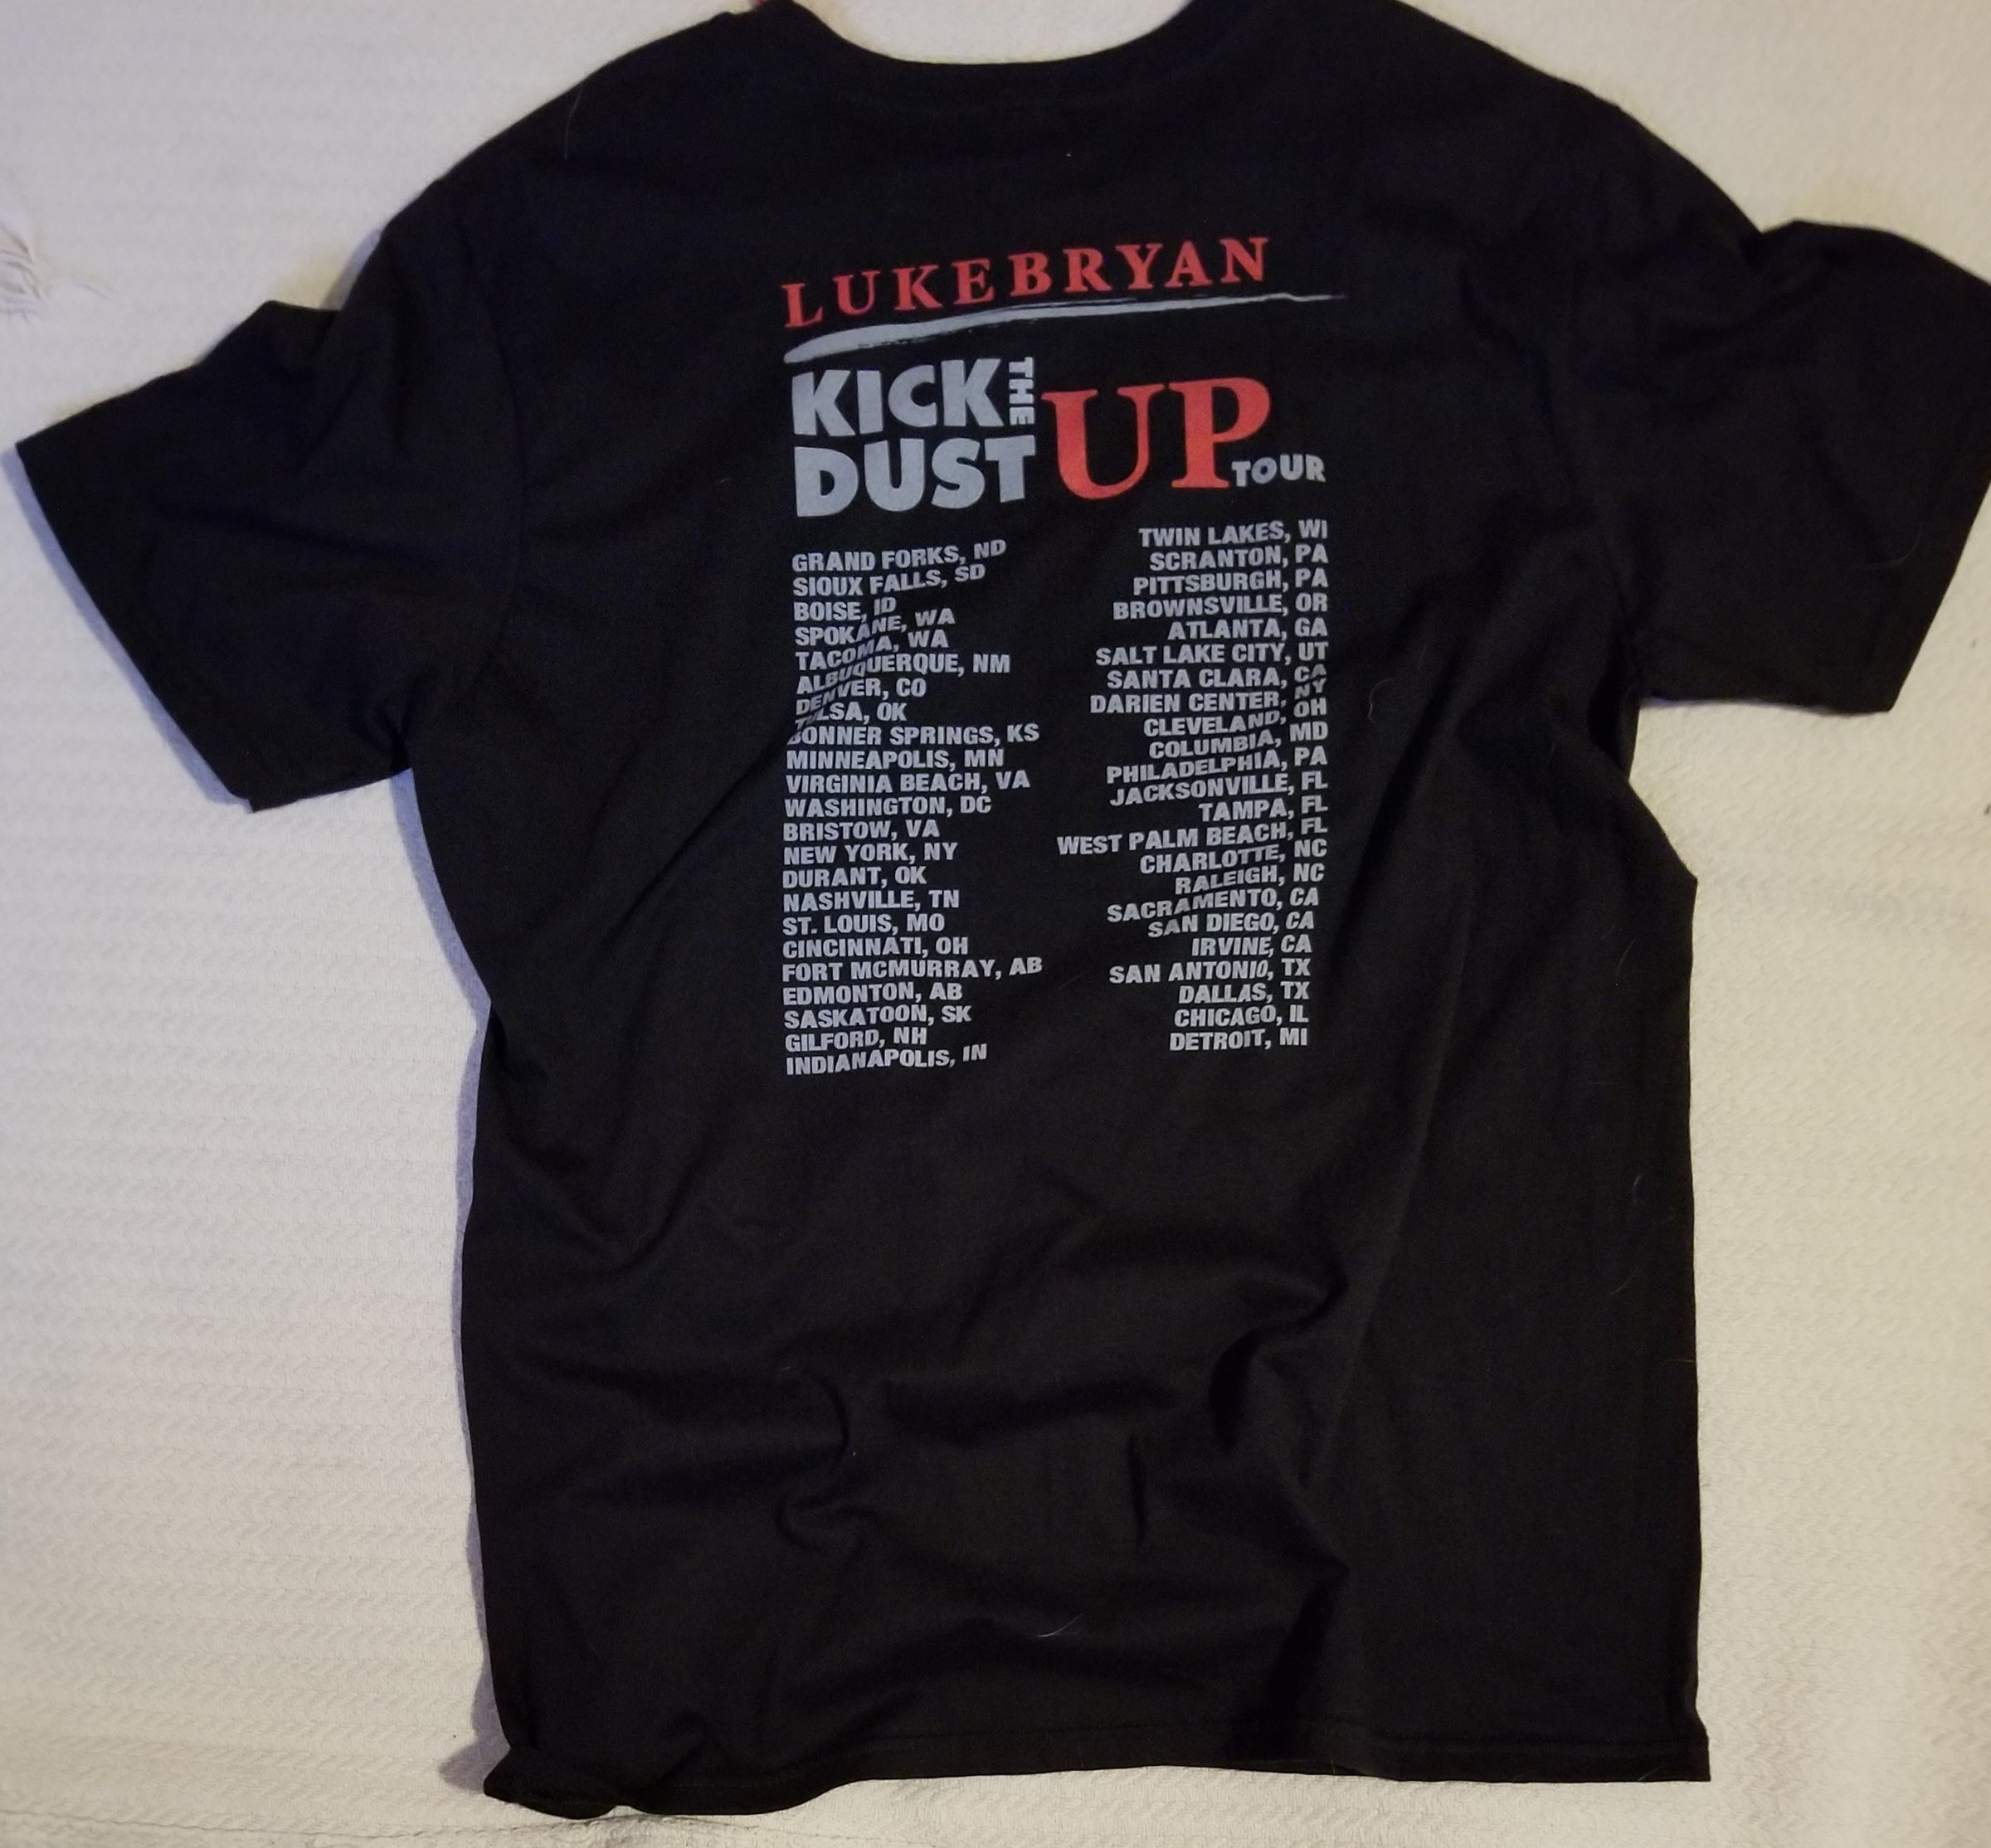 LUKEBRYAN
KICK THE
DUST UP TOUR
GRAND FORKS, ND
SIOUX FALLS, SD
BOISE, ID
SPOKANE, WA
TACOMA, WA
ALBUQUERQUE, NM
DENVER, CO
TULSA, OK
BONNER SPRINGS, KS
MINNEAPOLIS, MN
VIRGINIA BEACH, VA
WASHINGTON, DC
BRISTOW, VA
NEW YORK, NY
DURANT, OK
NASHVILLE, TN
ST. LOUIS, MO
CINCINNATI, OH
FORT MCMURRAY, AB
EDMONTON, AB
SASKATOON, SK
GILFORD, NH
INDIANAPOLIS, IN
TWIN LAKES, WI
SCRANTON, PA
PITTSBURGH, PA
BROWNSVILLE, OR
ATLANTA, GA
SALT LAKE CITY, UT
SANTA CLARA, CA
DARIEN CENTER, NY
CLEVELAND, OH
COLUMBIA, MD
PHILADELPHIA, PA
JACKSONVILLE, FL
TAMPA, FL
WEST PALM BEACH, FL
CHARLOTTE, NC
RALEIGH, NC
SACRAMENTO, CA
SAN DIEGO, CA
IRVINE, CA
SAN ANTONIO, TX
DALLAS, TX
CHICAGO, IL
DETROIT, MI